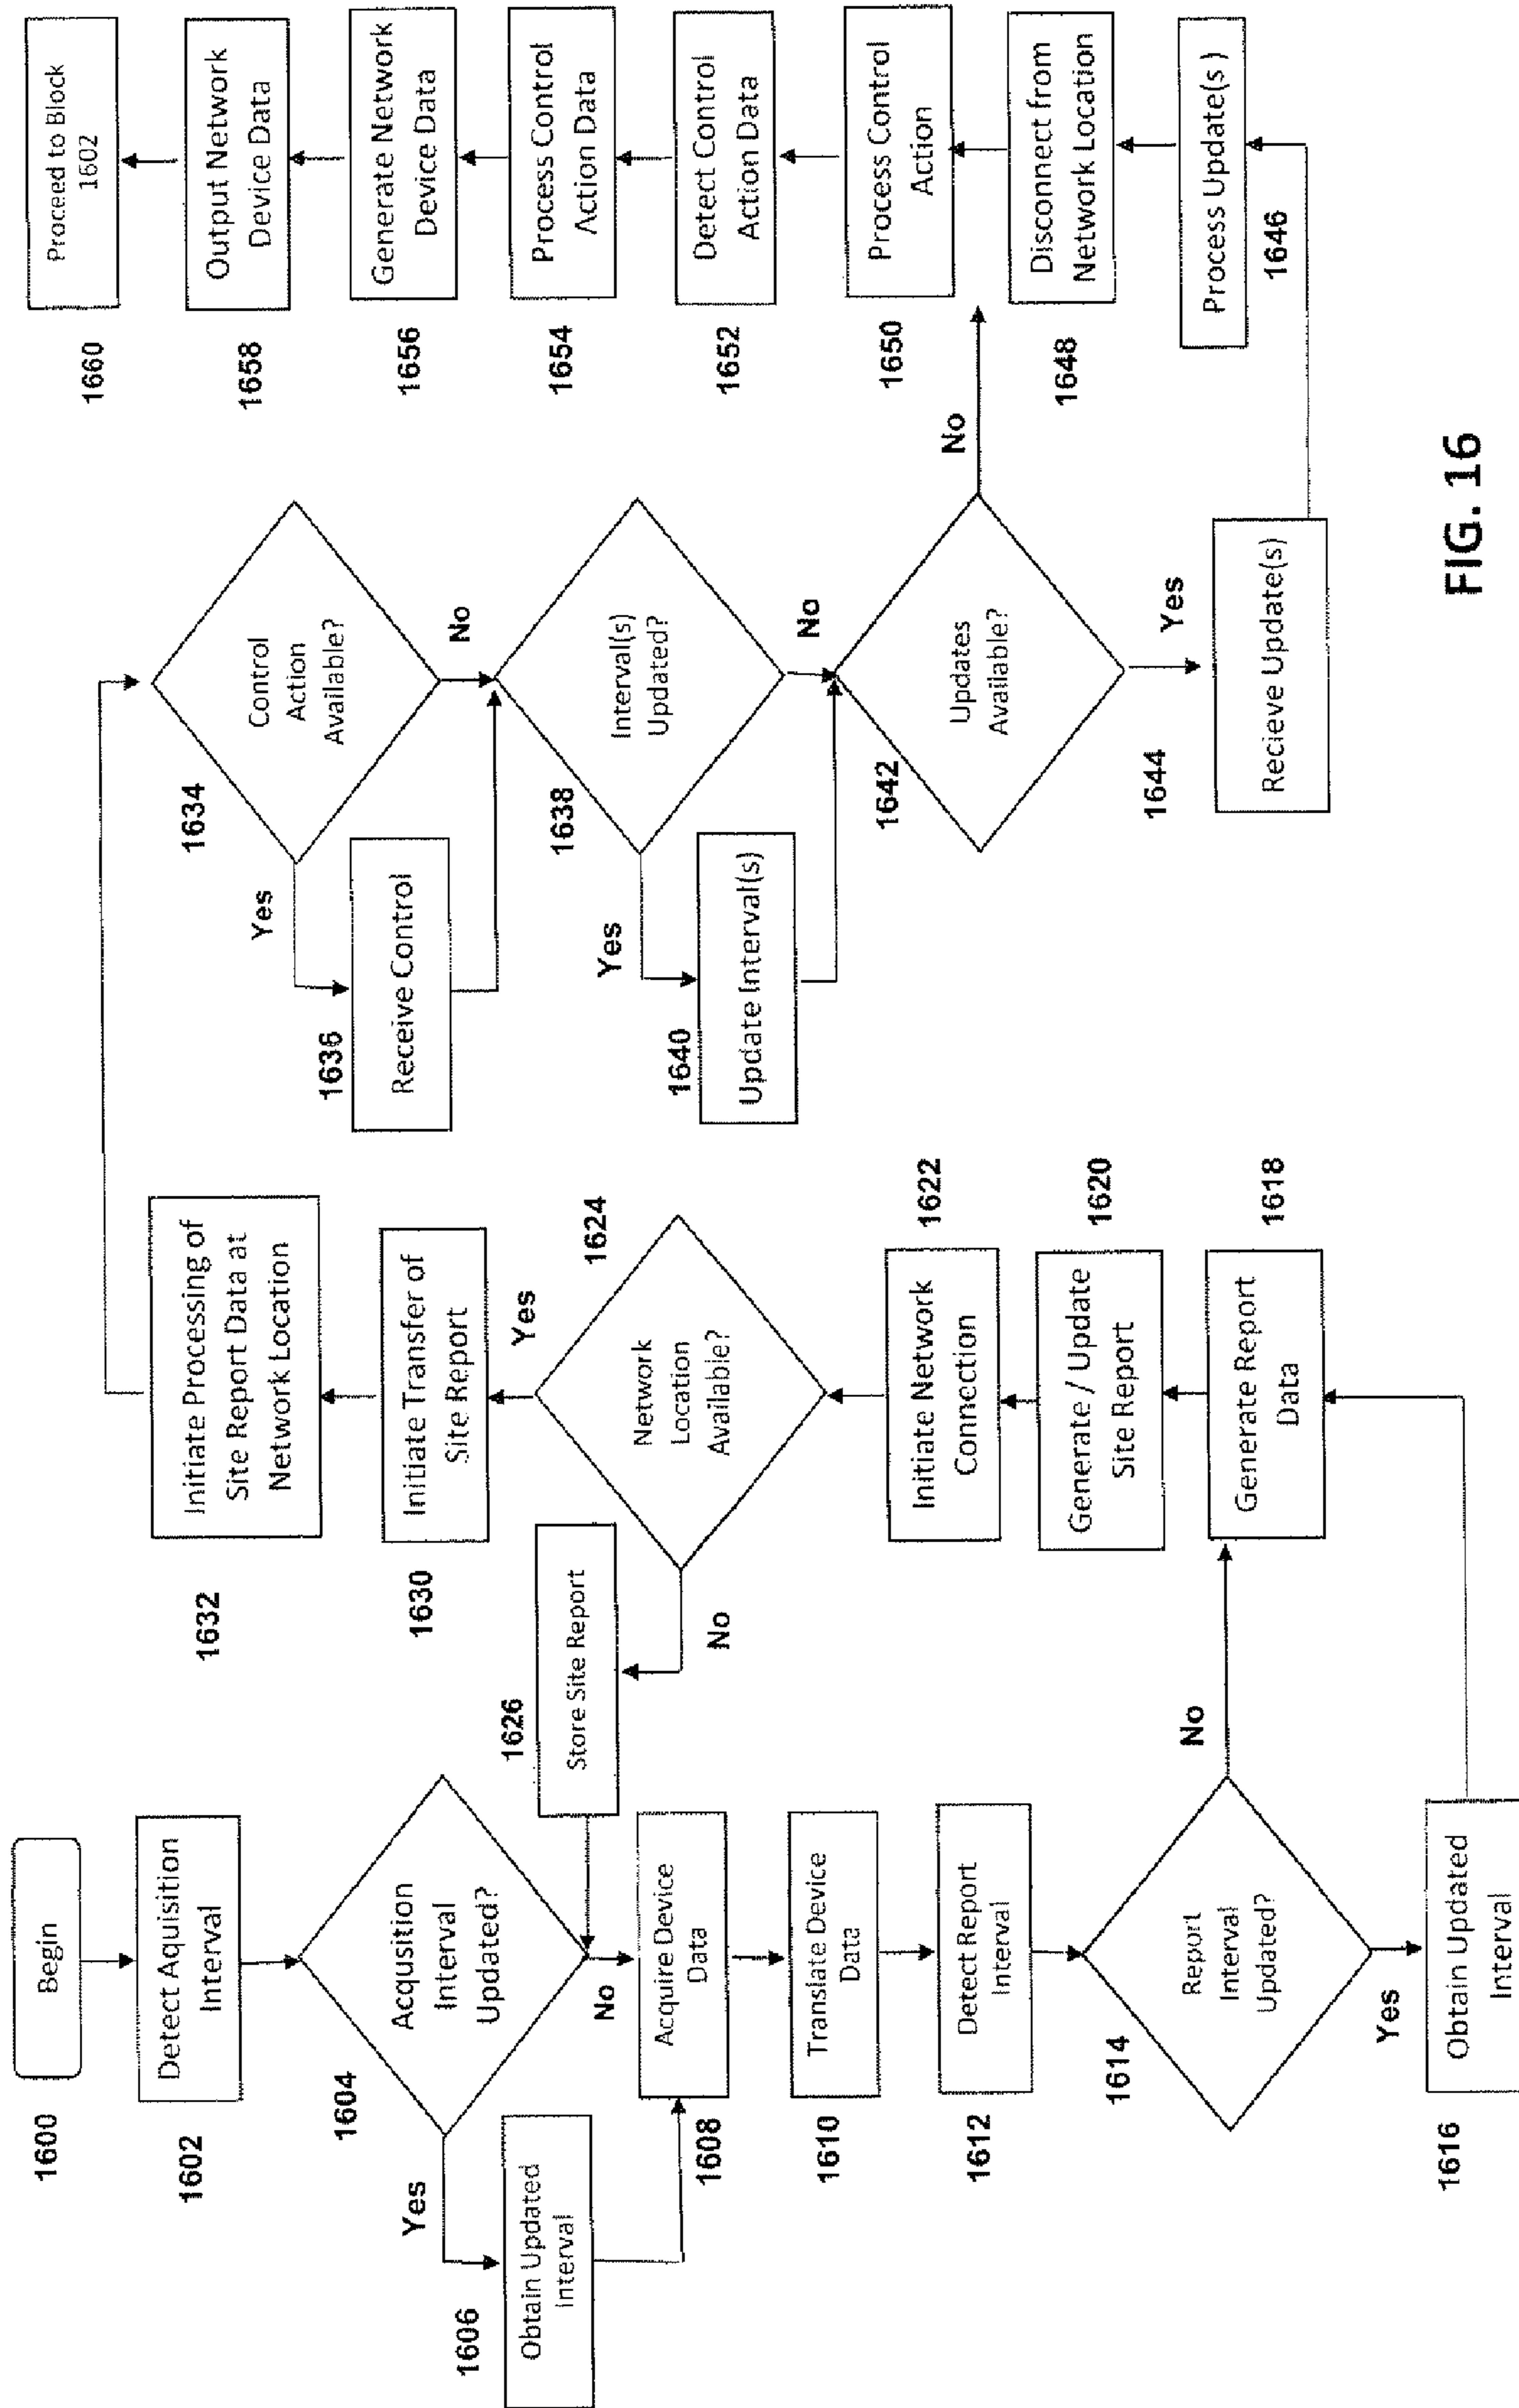 1600
Begin
1602
Detect Aquisition
Interval
1604
Acqusition
Interval
Updated?
Yes
No
1606
Obtain Updated
Interval
1608
Acquire Device
Data
1610
Translate Device
Data
1612
Detect Report
Interval
1614
Report
Interval
Updated?
No
Yes
1616
Obtain Updated
Interval
1618
Generate Report
Data
1620
Generate / Update
Site Report
1622
Initiate Network
Connection
1624
Network
Location
Available?
Yes
No
1626
Store Site Report
1630
Initiate Transfer of
Site Report
1632
Initiate Processing of
Site Report Data at
Network Location
1634
Control
Action
Available?
Yes
No
1636
Receive Control
1638
Interval(s)
Updated?
Yes
No
1640
Update Interval(s)
1642
Updates
Available?
No
Yes
1644
Recieve Update(s)
1646
Process Update(s )
1648
Disconnect from
Network Location
1650
Process Control
Action
1652
Detect Control
Action Data
1654
Process Control
Action Data
1656
Generate Network
Device Data
1658
Output Network
Device Data
1660
Proceed to Block
1602
FIG. 16